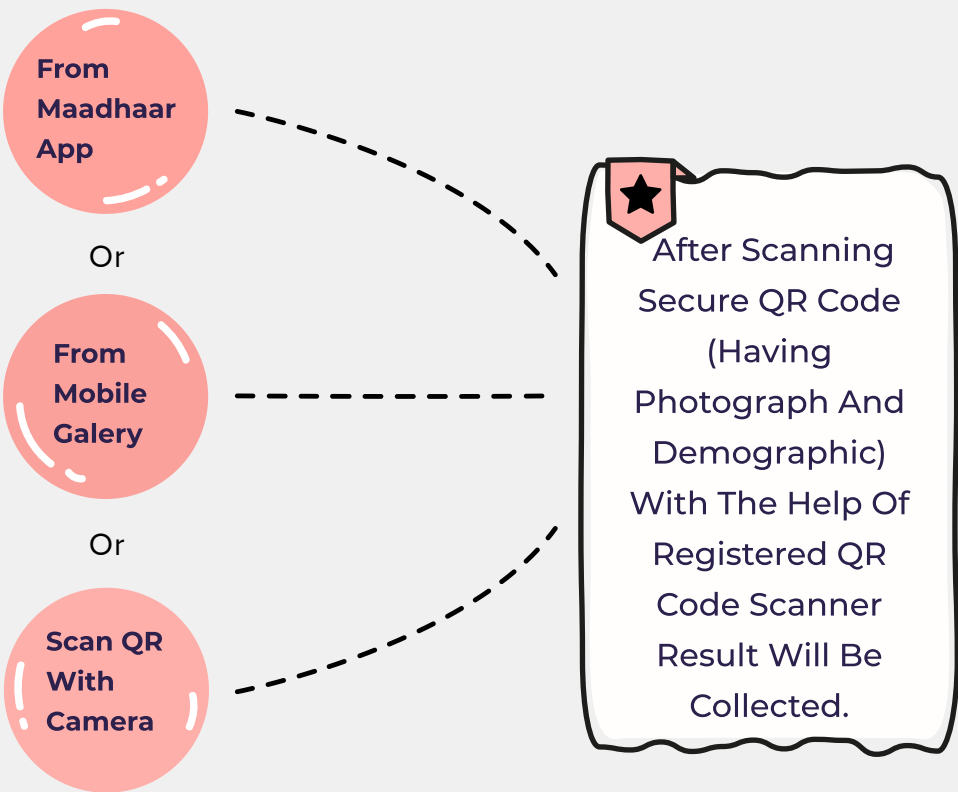 From
Maadhaar
App
Or
From
Mobile
Galery
Or
Scan QR
With
Camera
After Scanning
Secure QR Code
(Having
Photograph And
Demographic)
With The Help Of
Registered QR
Code Scanner
Result Will Be
Collected.